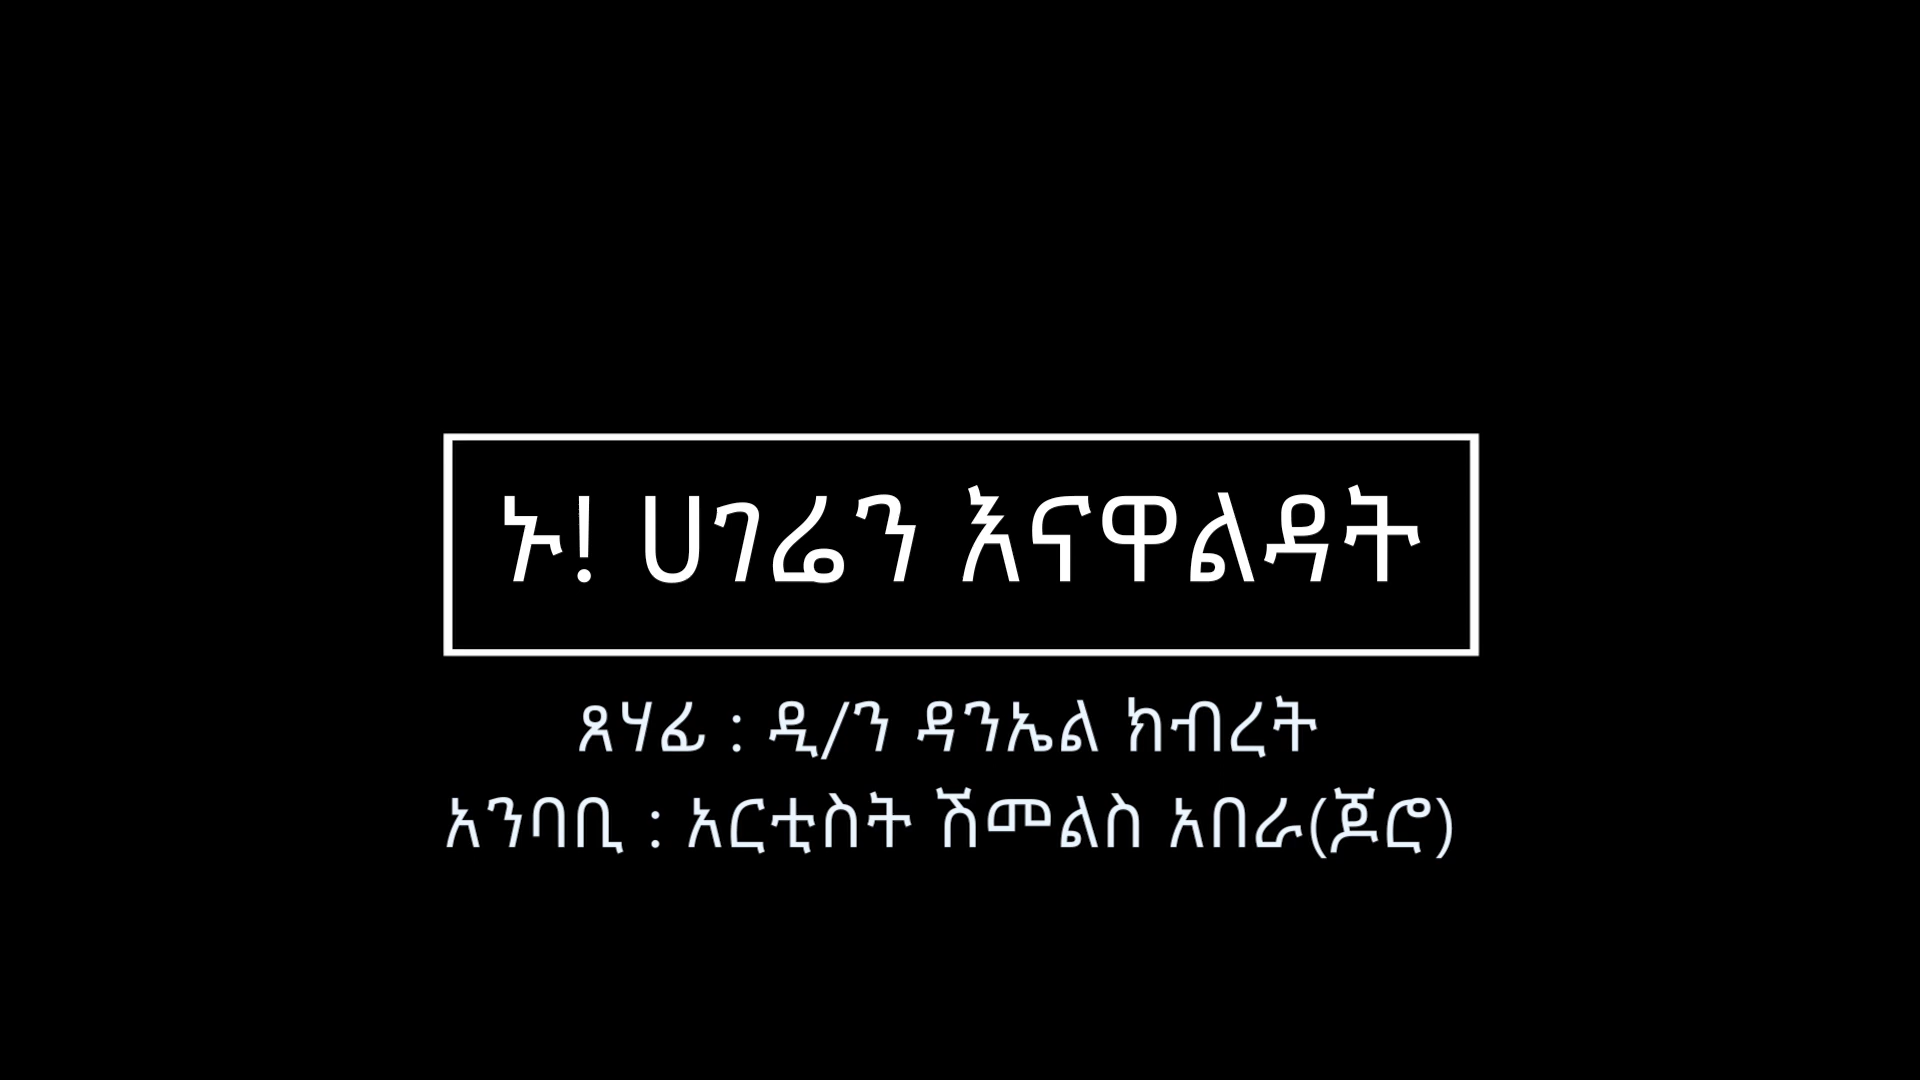 ኑ! ሀገሬን እናዋልዳት
ጸሃፊ : ዲ/ን ዳንኤል ክብረት
አንባቢ : አርቲስት ሽመልስ አበራ(ጆሮ)